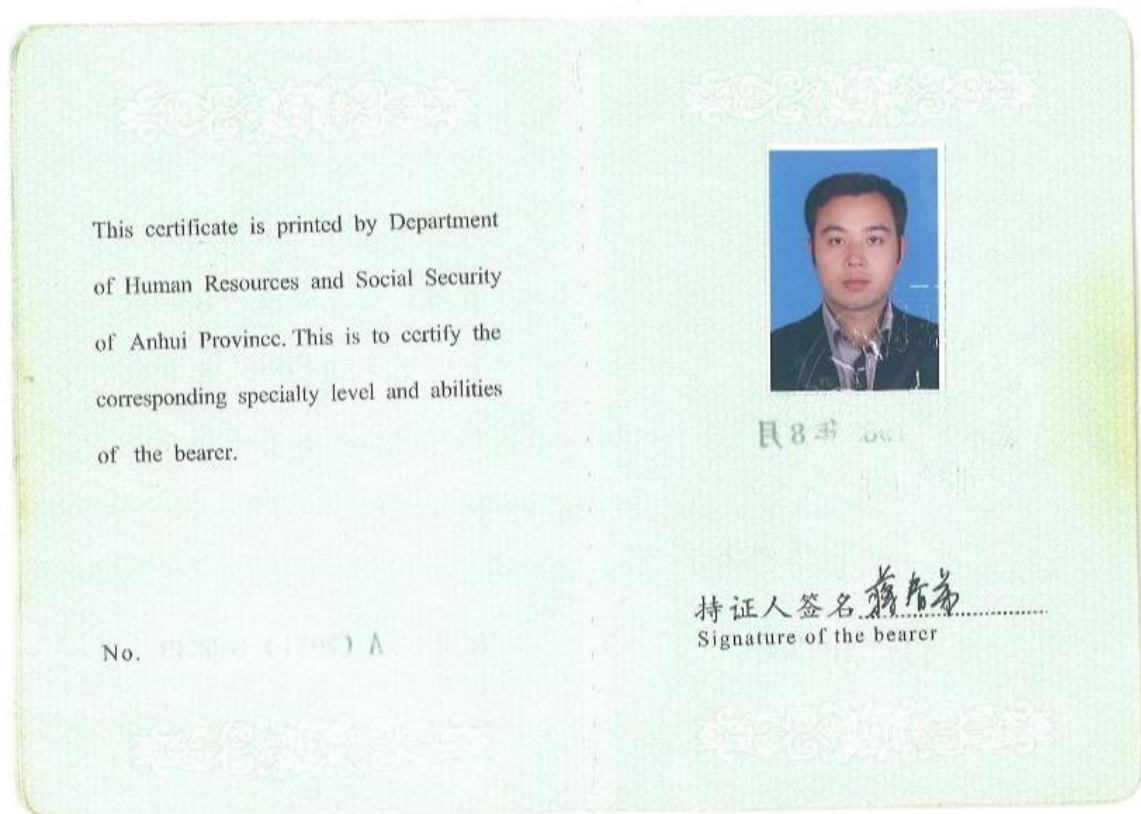 This certificate is printed by Department
of Human Resources and Social Security
of Anhui Province. This is to certify the
corresponding specialty level and abilities
of the bearer.
No.
持证人签名
Signature of the bearer